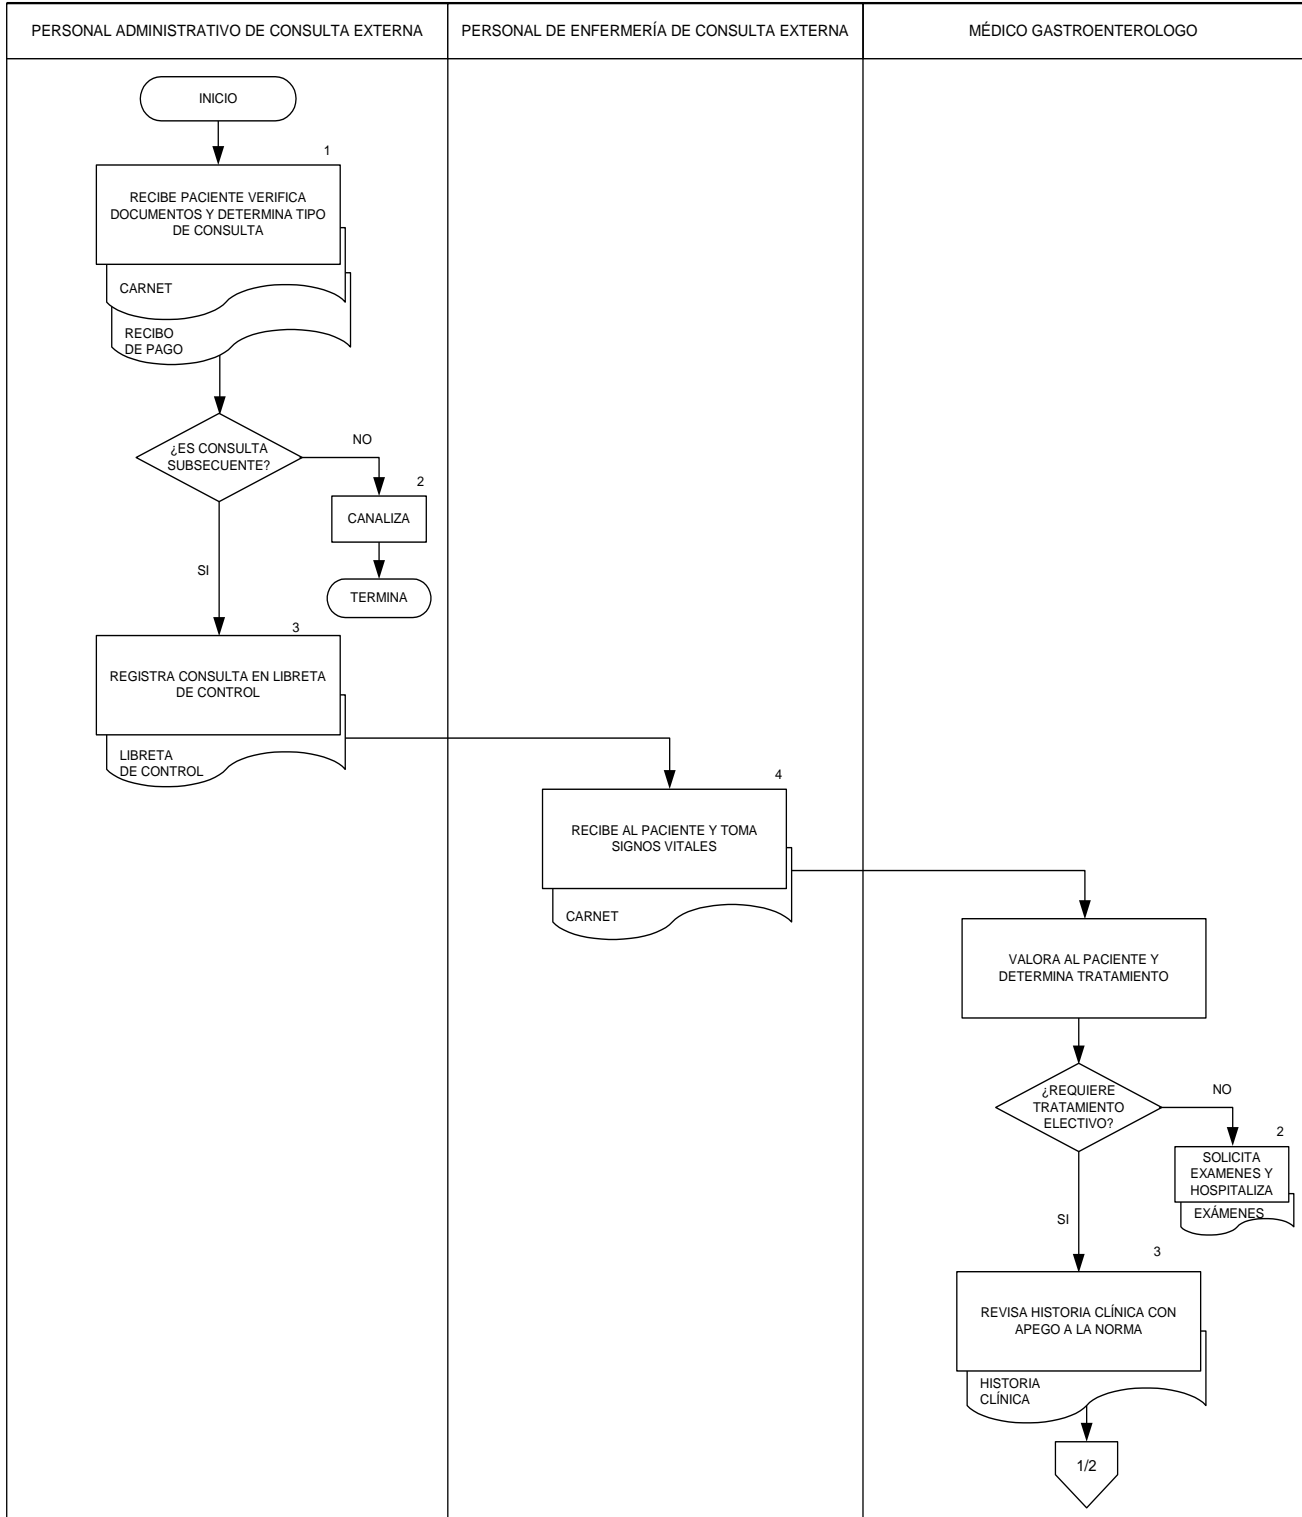 PERSONAL ADMINISTRATIVO DE CONSULTA EXTERNA
PERSONAL DE ENFERMERÍA DE CONSULTA EXTERNA
MÉDICO GASTROENTEROLOGO
INICIO
1
RECIBE PACIENTE VERIFICA
DOCUMENTOS Y DETERMINA TIPO
DE CONSULTA
CARNET
RECIBO
DE PAGO
¿ES CONSULTA
SUBSECUENTE?
NO
2
CANALIZA
TERMINA
SI
3
REGISTRA CONSULTA EN LIBRETA
DE CONTROL
LIBRETA
DE CONTROL
4
RECIBE AL PACIENTE Y TOMA
SIGNOS VITALES
CARNET
VALORA AL PACIENTE Y
DETERMINA TRATAMIENTO
¿REQUIERE
TRATAMIENTO
ELECTIVO?
NO
2
SOLICITA
EXAMENES Y
HOSPITALIZA
EXÁMENES
SI
3
REVISA HISTORIA CLÍNICA CON
APEGO A LA NORMA
HISTORIA
CLÍNICA
1/2